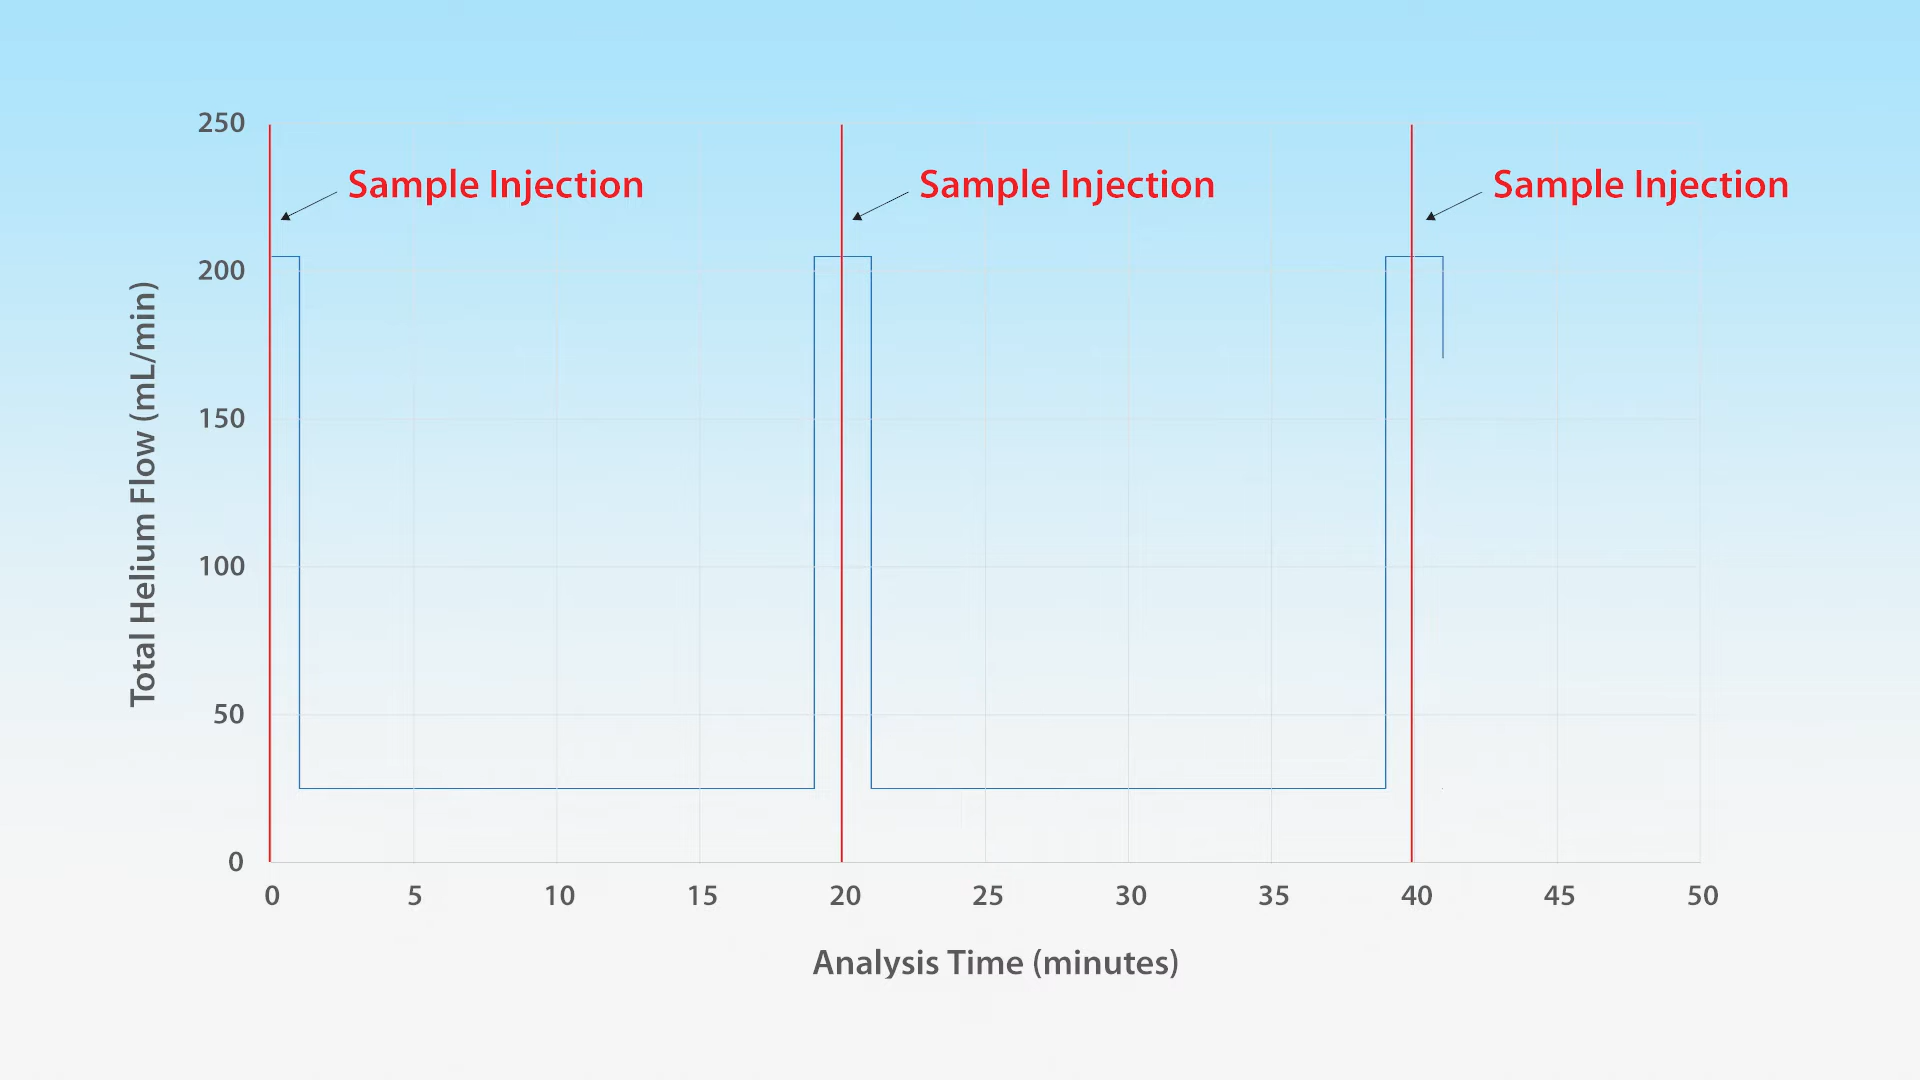 250
Sample Injection
Sample Injection
Sample Injection
200
150
100
50
0
Total Helium Flow (mL/min)
0 5 10 15 20 25 30 35 40 45 50
Analysis Time (minutes)